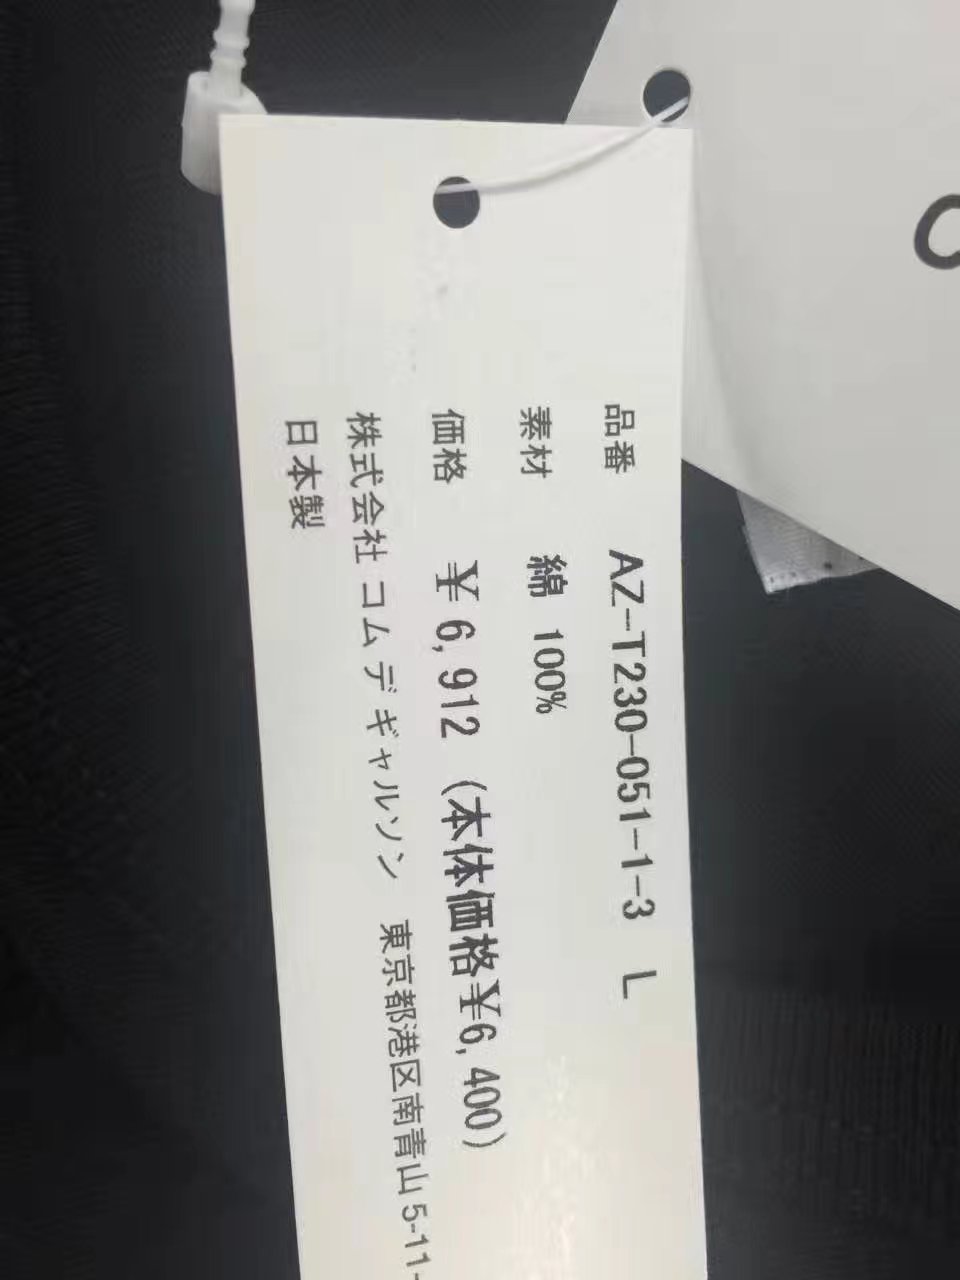 品番 AZ-T230-051-1-3 L
素材 綿 100%
価格 ¥6,912 (本体価格¥6,400)
株式会社 コム デ ギャルソン 東京都港区南青山 5-11-
日本製